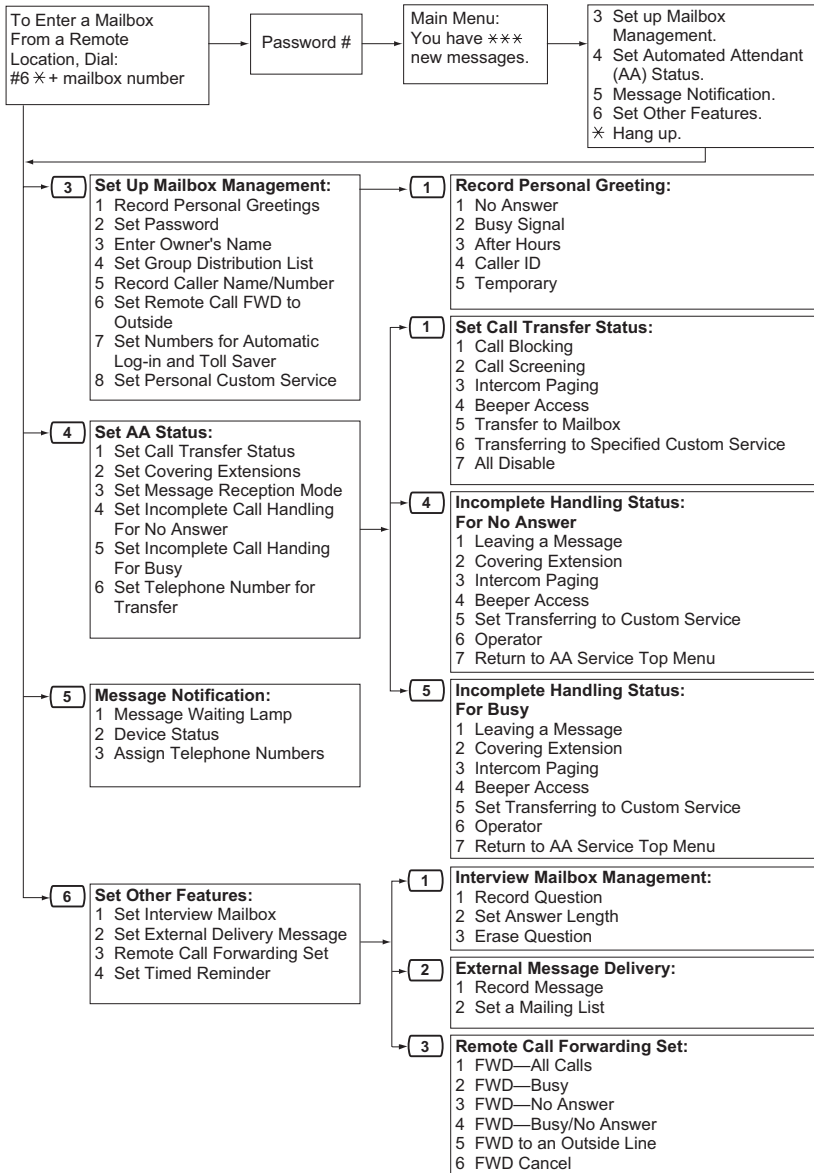 To Enter a Mailbox
From a Remote
Location, Dial:
#6 ✳ + mailbox number
Password #
Main Menu:
You have ✳✳✳
new messages.
3 Set up Mailbox
Management.
4 Set Automated Attendant
(AA) Status.
5 Message Notification.
6 Set Other Features.
✳ Hang up.
3
Set Up Mailbox Management:
1 Record Personal Greetings
2 Set Password
3 Enter Owner's Name
4 Set Group Distribution List
5 Record Caller Name/Number
6 Set Remote Call FWD to
Outside
7 Set Numbers for Automatic
Log-in and Toll Saver
8 Set Personal Custom Service
1
Record Personal Greeting:
1 No Answer
2 Busy Signal
3 After Hours
4 Caller ID
5 Temporary
4
Set AA Status:
1 Set Call Transfer Status
2 Set Covering Extensions
3 Set Message Reception Mode
4 Set Incomplete Call Handling
For No Answer
5 Set Incomplete Call Handing
For Busy
6 Set Telephone Number for
Transfer
1
Set Call Transfer Status:
1 Call Blocking
2 Call Screening
3 Intercom Paging
4 Beeper Access
5 Transfer to Mailbox
6 Transferring to Specified Custom Service
7 All Disable
4
Incomplete Handling Status:
For No Answer
1 Leaving a Message
2 Covering Extension
3 Intercom Paging
4 Beeper Access
5 Set Transferring to Custom Service
6 Operator
7 Return to AA Service Top Menu
5
Incomplete Handling Status:
For Busy
1 Leaving a Message
2 Covering Extension
3 Intercom Paging
4 Beeper Access
5 Set Transferring to Custom Service
6 Operator
7 Return to AA Service Top Menu
5
Message Notification:
1 Message Waiting Lamp
2 Device Status
3 Assign Telephone Numbers
6
Set Other Features:
1 Set Interview Mailbox
2 Set External Delivery Message
3 Remote Call Forwarding Set
4 Set Timed Reminder
1
Interview Mailbox Management:
1 Record Question
2 Set Answer Length
3 Erase Question
2
External Message Delivery:
1 Record Message
2 Set a Mailing List
3
Remote Call Forwarding Set:
1 FWD—All Calls
2 FWD—Busy
3 FWD—No Answer
4 FWD—Busy/No Answer
5 FWD to an Outside Line
6 FWD Cancel